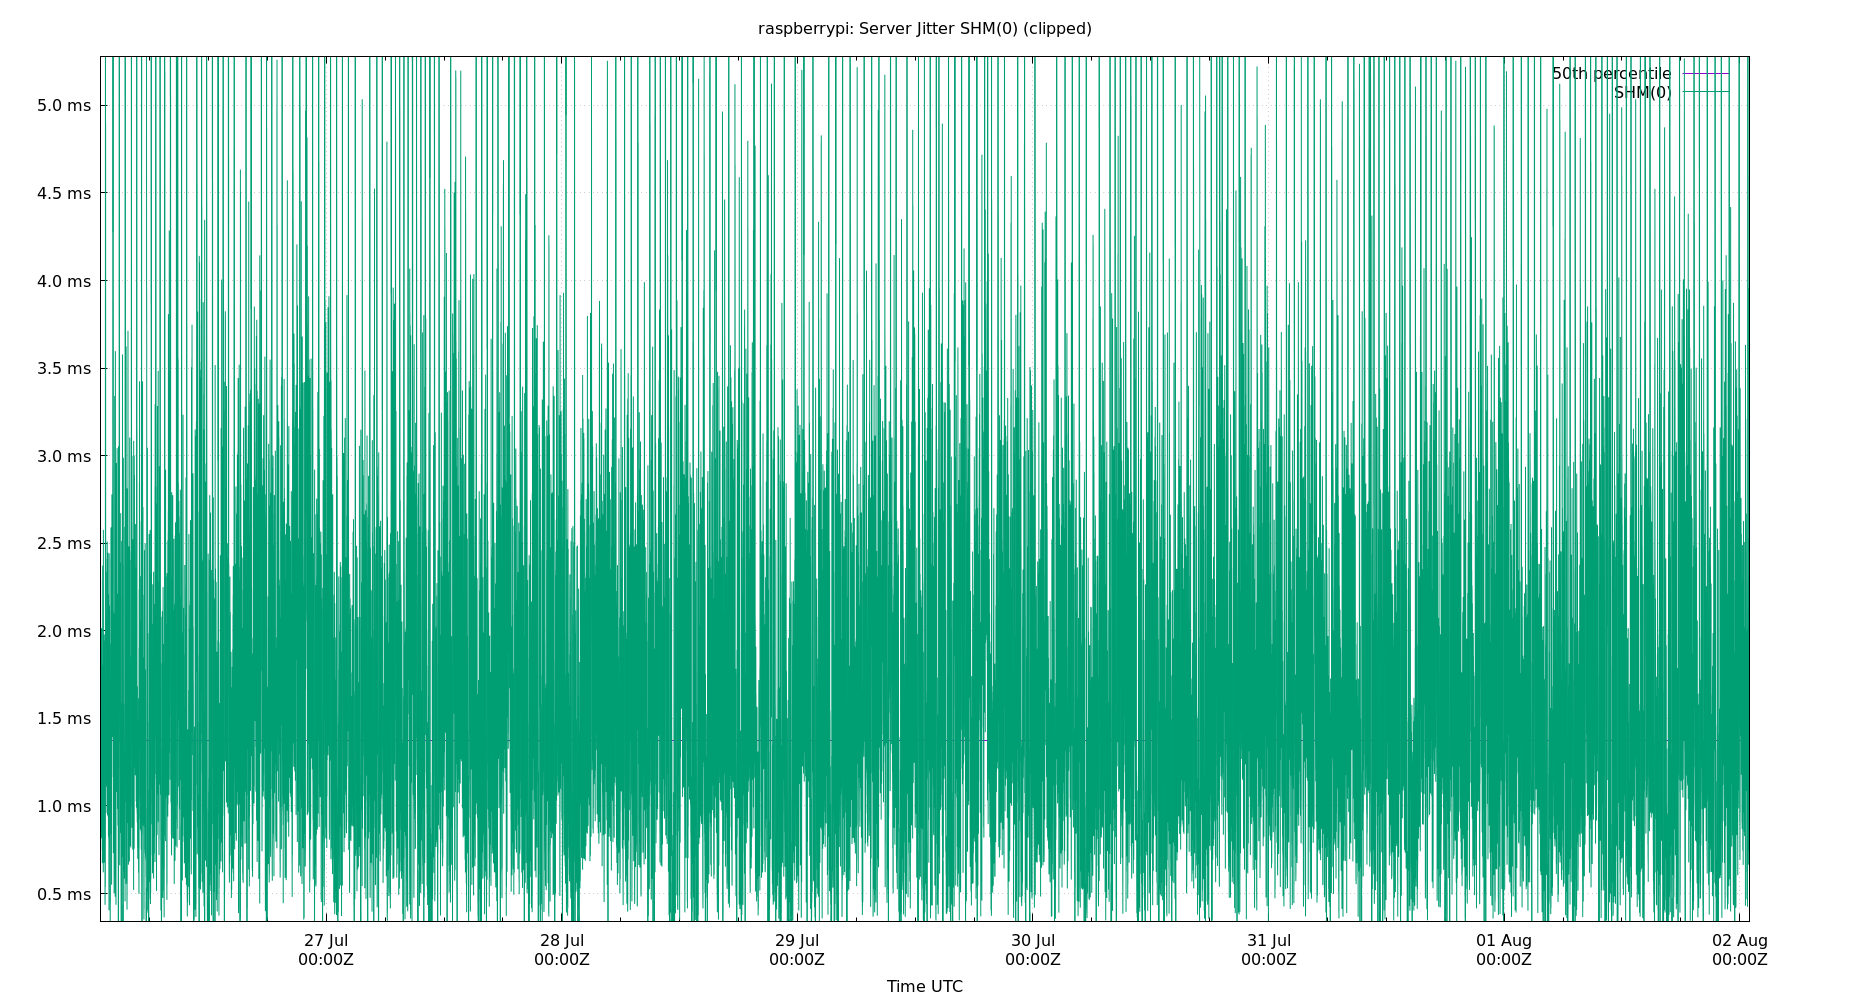 raspberrypi: Server Jitter SHM(0) (clipped)
50th percentile
SHM(0)
5.0 ms
4.5 ms
4.0 ms
3.5 ms
3.0 ms
2.5 ms
2.0 ms
1.5 ms
1.0 ms
0.5 ms
27 Jul 28 Jul 29 Jul 30 Jul 31 Jul 01 Aug 02 Aug
00:00Z 00:00Z 00:00Z 00:00Z 00:00Z 00:00Z 00:00Z
Time UTC